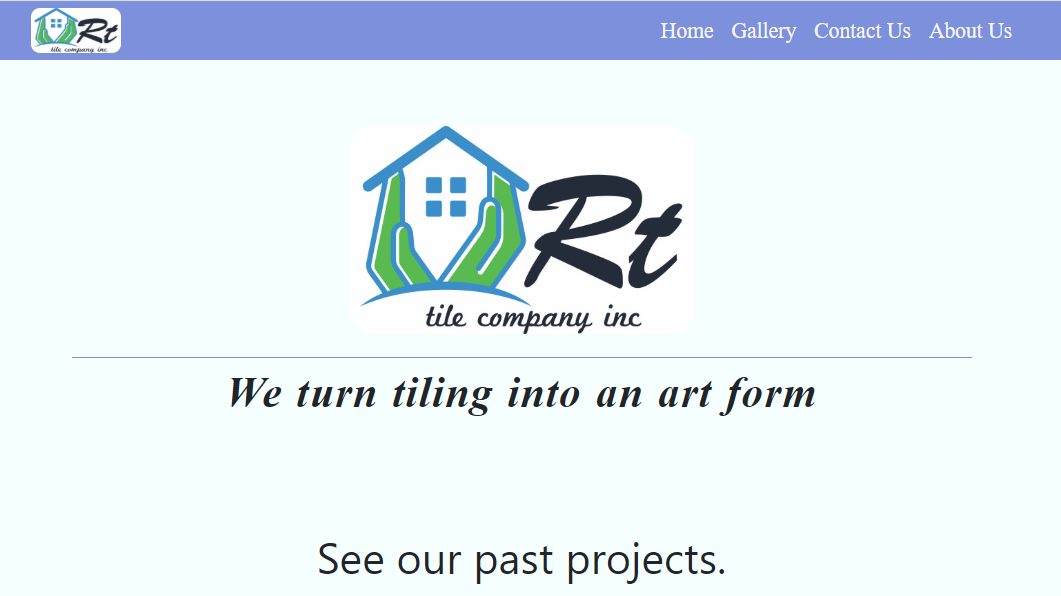 Rt
tile company inc
Home Gallery Contact Us About Us
Rt
tile company inc
We turn tiling into an art form
See our past projects.